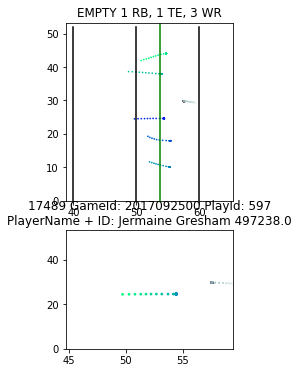 EMPTY 1 RB, 1 TE, 3 WR
50
40
30
20
10
0
40 50 60
17489 GameId: 2017092500 PlayId: 597
PlayerName + ID: Jermaine Gresham 497238.0
40
20
0
45 50 55